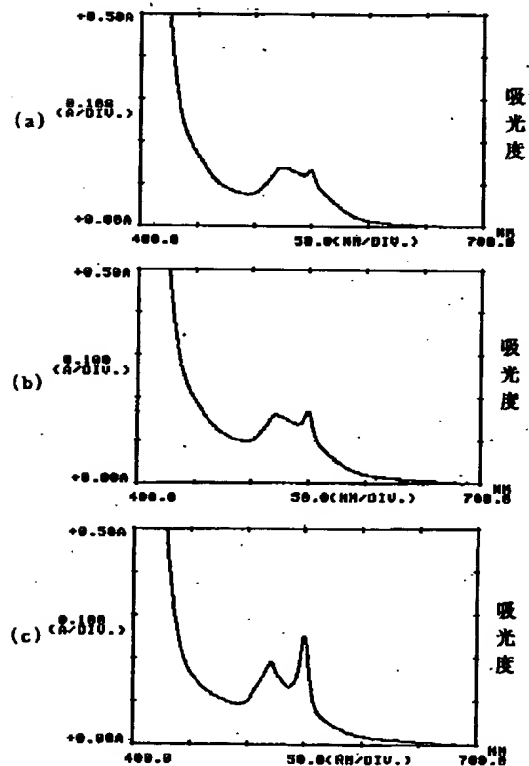 +0.50A
(a)
(A/DIV.)
吸光度
+0.00A
400.0
50.0(NM/DIV.)
700.0
NM
+0.50A
(b)
0.100
(A/DIV.)
吸光度
+0.00A
400.0
50.0(NM/DIV.)
700.0
NM
+0.50A
(c)
0.100
(A/DIV.)
吸光度
+0.00A
400.0
50.0(NM/DIV.)
700.0
NM